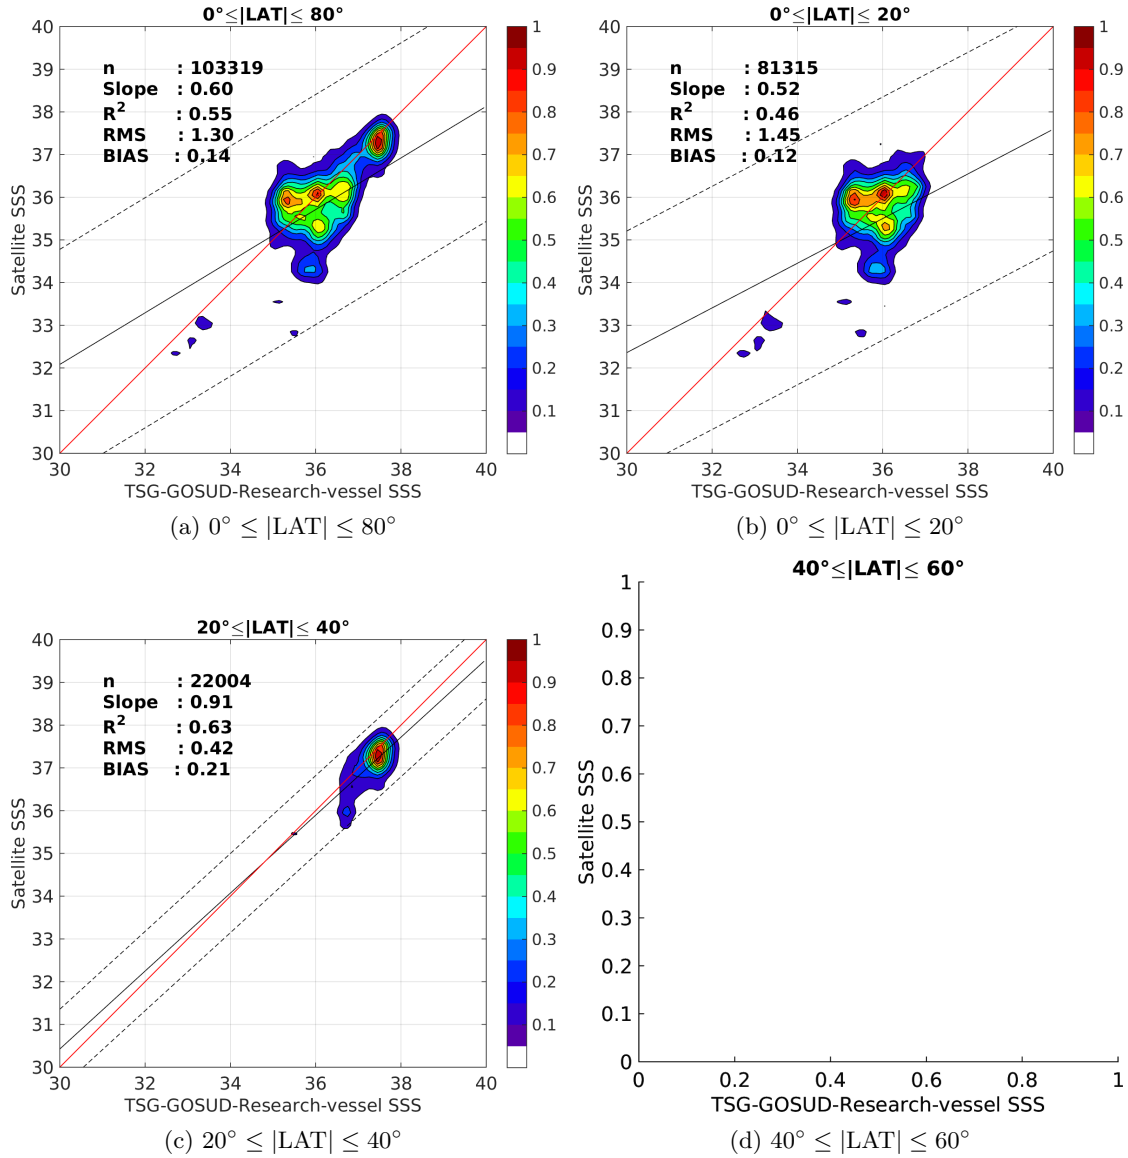 0°≤|LAT|≤ 80°
n : 103319
Slope : 0.60
R2 : 0.55
RMS : 1.30
BIAS : 0.14
40
39
38
37
36
35
34
33
32
31
30
30 32 34 36 38 40
Satellite SSS
TSG-GOSUD-Research-vessel SSS
1
0.9
0.8
0.7
0.6
0.5
0.4
0.3
0.2
0.1
(a) 0° ≤ |LAT| ≤ 80°
0°≤|LAT|≤ 20°
n : 81315
Slope : 0.52
R2 : 0.46
RMS : 1.45
BIAS : 0.12
40
39
38
37
36
35
34
33
32
31
30
30 32 34 36 38 40
Satellite SSS
TSG-GOSUD-Research-vessel SSS
1
0.9
0.8
0.7
0.6
0.5
0.4
0.3
0.2
0.1
(b) 0° ≤ |LAT| ≤ 20°
20°≤|LAT|≤ 40°
n : 22004
Slope : 0.91
R2 : 0.63
RMS : 0.42
BIAS : 0.21
40
39
38
37
36
35
34
33
32
31
30
30 32 34 36 38 40
Satellite SSS
TSG-GOSUD-Research-vessel SSS
1
0.9
0.8
0.7
0.6
0.5
0.4
0.3
0.2
0.1
(c) 20° ≤ |LAT| ≤ 40°
40°≤|LAT|≤ 60°
1
0.9
0.8
0.7
0.6
0.5
0.4
0.3
0.2
0.1
0
0 0.2 0.4 0.6 0.8 1
Satellite SSS
TSG-GOSUD-Research-vessel SSS
(d) 40° ≤ |LAT| ≤ 60°